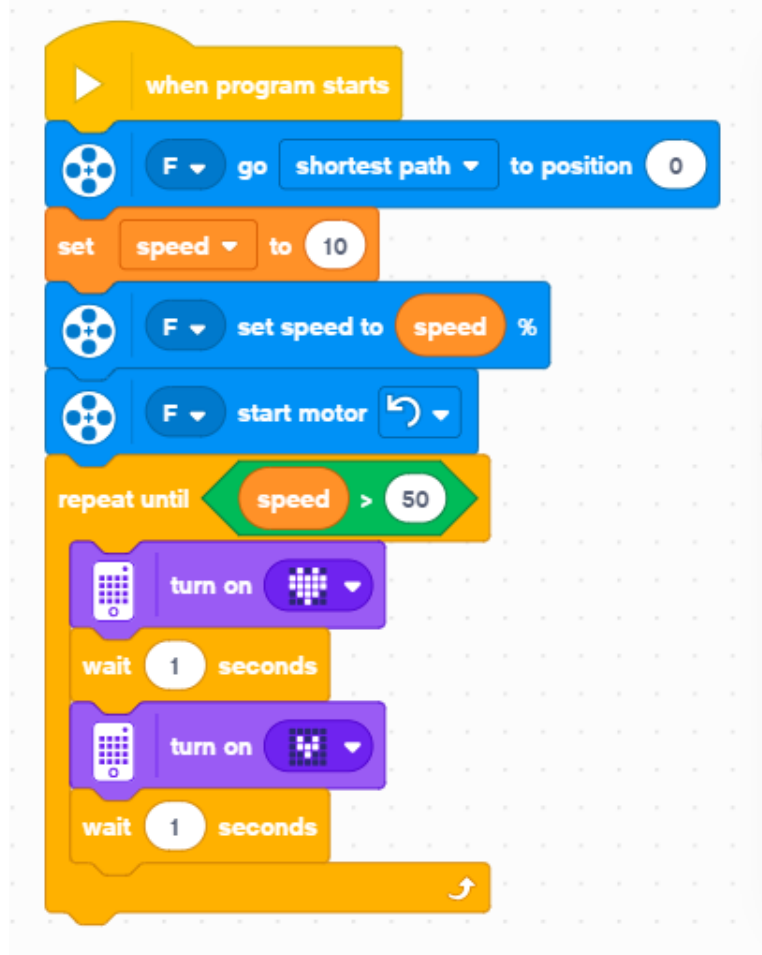 when program starts
F go shortest path to position 0
set speed to 10
F set speed to speed %
F start motor
repeat until speed > 50
turn on
wait 1 seconds
turn on
wait 1 seconds